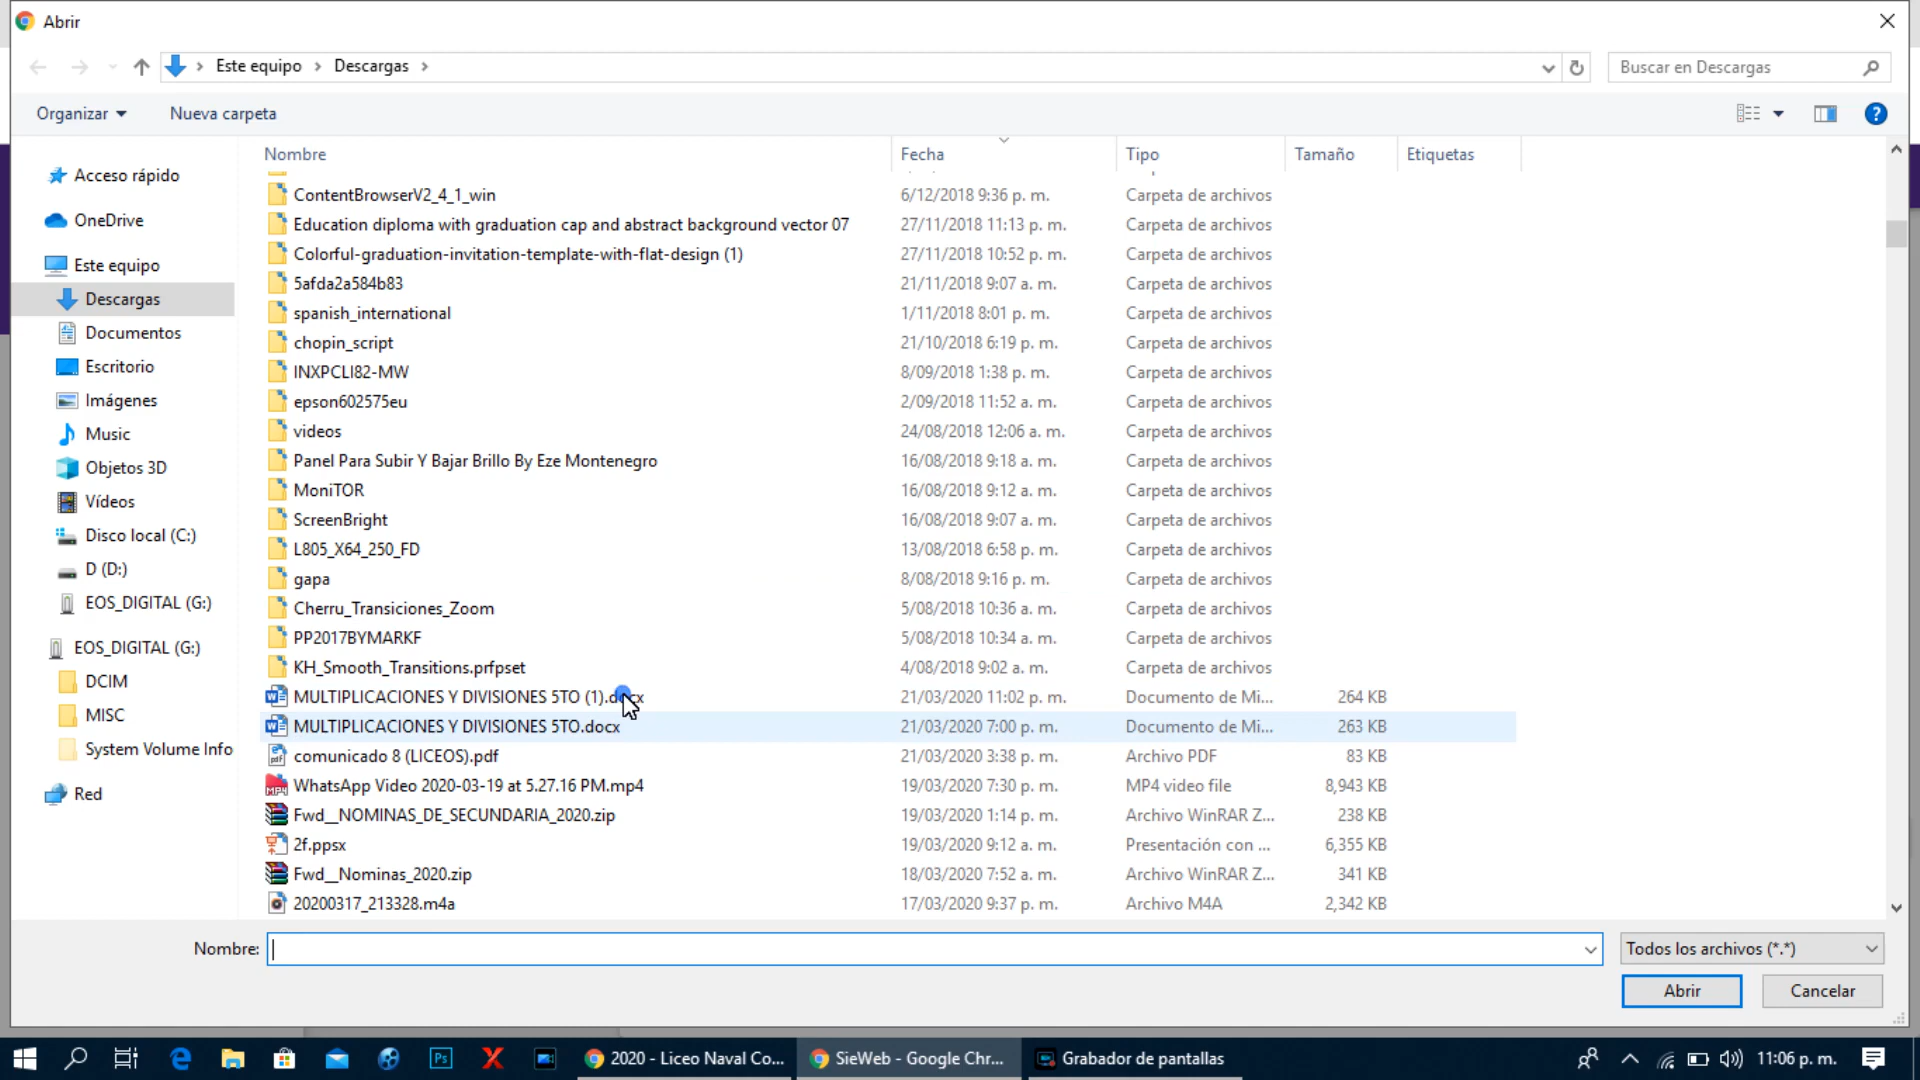 Abrir
Este equipo > Descargas >
Buscar en Descargas
Organizar
Nueva carpeta
Nombre Fecha Tipo Tamaño Etiquetas
Acceso rápido
OneDrive
Este equipo
Descargas
Documentos
Escritorio
Imágenes
Music
Objetos 3D
Vídeos
Disco local (C:)
D (D:)
EOS_DIGITAL (G:)
EOS_DIGITAL (G:)
DCIM
MISC
System Volume Info
Red
ContentBrowserV2_4_1_win 6/12/2018 9:36 p. m. Carpeta de archivos
Education diploma with graduation cap and abstract background vector 07 27/11/2018 11:13 p. m. Carpeta de archivos
Colorful-graduation-invitation-template-with-flat-design (1) 27/11/2018 10:52 p. m. Carpeta de archivos
5afda2a584b83 21/11/2018 9:07 a. m. Carpeta de archivos
spanish_international 1/11/2018 8:01 p. m. Carpeta de archivos
chopin_script 21/10/2018 6:19 p. m. Carpeta de archivos
INXPCLI82-MW 8/09/2018 1:38 p. m. Carpeta de archivos
epson602575eu 2/09/2018 11:52 a. m. Carpeta de archivos
videos 24/08/2018 12:06 a. m. Carpeta de archivos
Panel Para Subir Y Bajar Brillo By Eze Montenegro 16/08/2018 9:18 a. m. Carpeta de archivos
MoniTOR 16/08/2018 9:12 a. m. Carpeta de archivos
ScreenBright 16/08/2018 9:07 a. m. Carpeta de archivos
L805_X64_250_FD 13/08/2018 6:58 p. m. Carpeta de archivos
gapa 8/08/2018 9:16 p. m. Carpeta de archivos
Cherru_Transiciones_Zoom 5/08/2018 10:36 a. m. Carpeta de archivos
PP2017BYMARKF 5/08/2018 10:34 a. m. Carpeta de archivos
KH_Smooth_Transitions.prfpset 4/08/2018 9:02 a. m. Carpeta de archivos
MULTIPLICACIONES Y DIVISIONES 5TO (1).docx 21/03/2020 11:02 p. m. Documento de Mi... 264 KB
MULTIPLICACIONES Y DIVISIONES 5TO.docx 21/03/2020 7:00 p. m. Documento de Mi... 263 KB
comunicado 8 (LICEOS).pdf 21/03/2020 3:38 p. m. Archivo PDF 83 KB
WhatsApp Video 2020-03-19 at 5.27.16 PM.mp4 19/03/2020 7:30 p. m. MP4 video file 8,943 KB
Fwd__NOMINAS_DE_SECUNDARIA_2020.zip 19/03/2020 1:14 p. m. Archivo WinRAR Z... 238 KB
2f.ppsx 19/03/2020 9:12 a. m. Presentación con ... 6,355 KB
Fwd__Nominas_2020.zip 18/03/2020 7:52 a. m. Archivo WinRAR Z... 341 KB
20200317_213328.m4a 17/03/2020 9:37 p. m. Archivo M4A 2,342 KB
Nombre:
Todos los archivos (*.*)
Abrir
Cancelar
Ps
2020 - Liceo Naval Co...
SieWeb - Google Chr...
Grabador de pantallas
11:06 p. m.